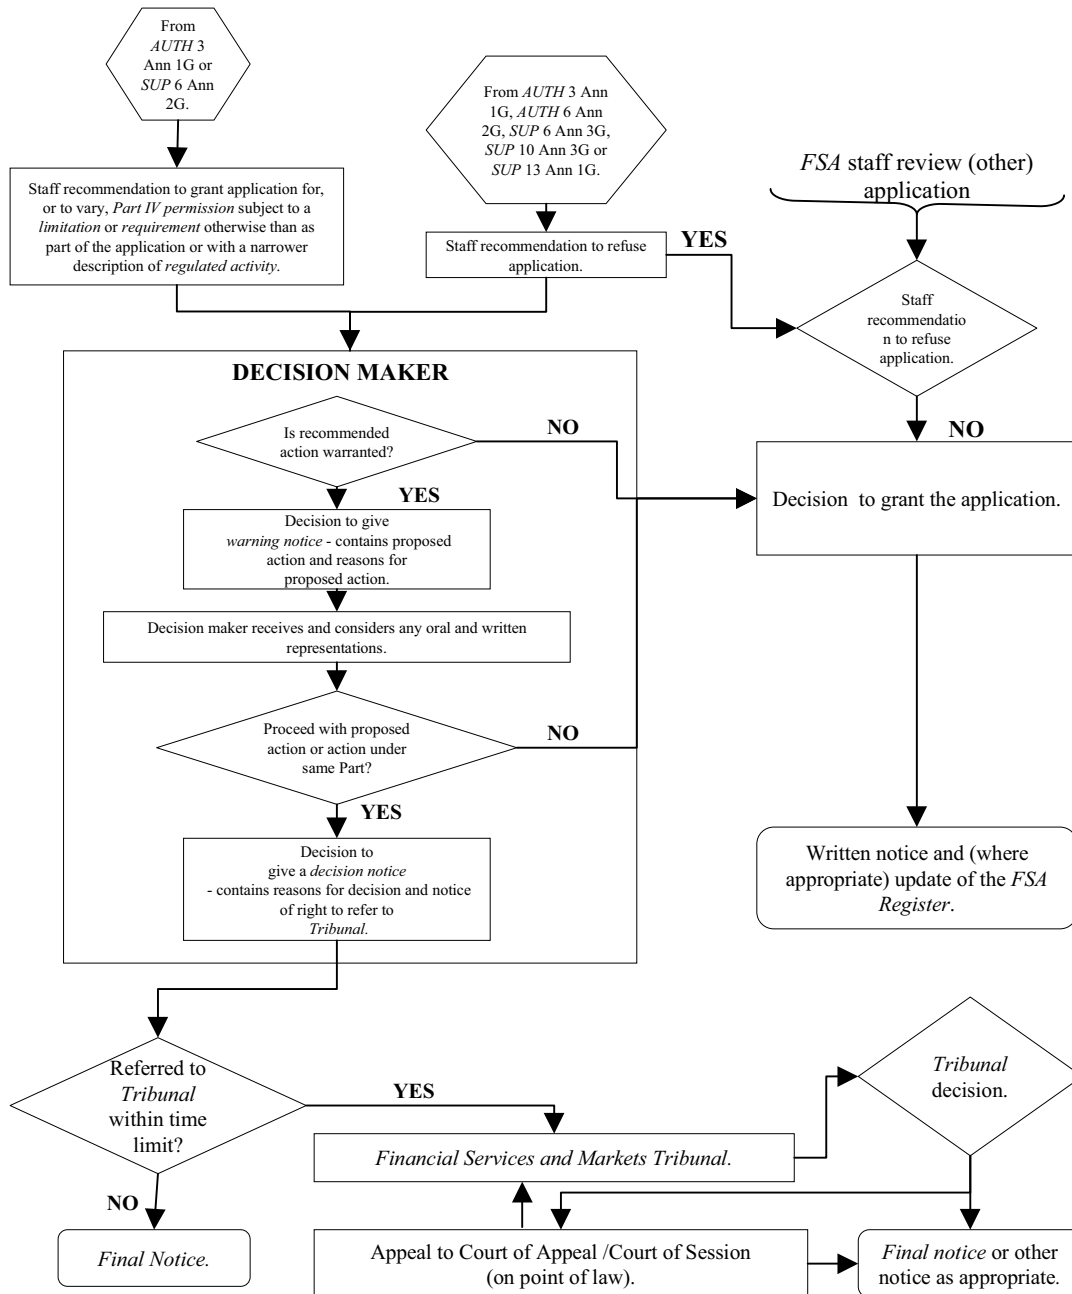 From
AUTH 3
Ann 1G or
SUP 6 Ann
2G.
From AUTH 3 Ann
1G, AUTH 6 Ann
2G, SUP 6 Ann 3G,
SUP 10 Ann 3G or
SUP 13 Ann 1G.
FSA staff review (other)
application
Staff recommendation to grant application for,
or to vary, Part IV permission subject to a
limitation or requirement otherwise than as
part of the application or with a narrower
description of regulated activity.
Staff recommendation to refuse
application.
YES
Staff
recommendatio
n to refuse
application.
NO
DECISION MAKER
Is recommended
action warranted?
NO
YES
Decision to give
warning notice - contains proposed
action and reasons for
proposed action.
Decision maker receives and considers any oral and written
representations.
Proceed with proposed
action or action under
same Part?
NO
YES
Decision to
give a decision notice
- contains reasons for decision and notice
of right to refer to
Tribunal.
Decision  to grant the application.
Written notice and (where
appropriate) update of the FSA
Register.
Referred to
Tribunal
within time
limit?
YES
NO
Final Notice.
Financial Services and Markets Tribunal.
Tribunal
decision.
Appeal to Court of Appeal /Court of Session
(on point of law).
Final notice or other
notice as appropriate.